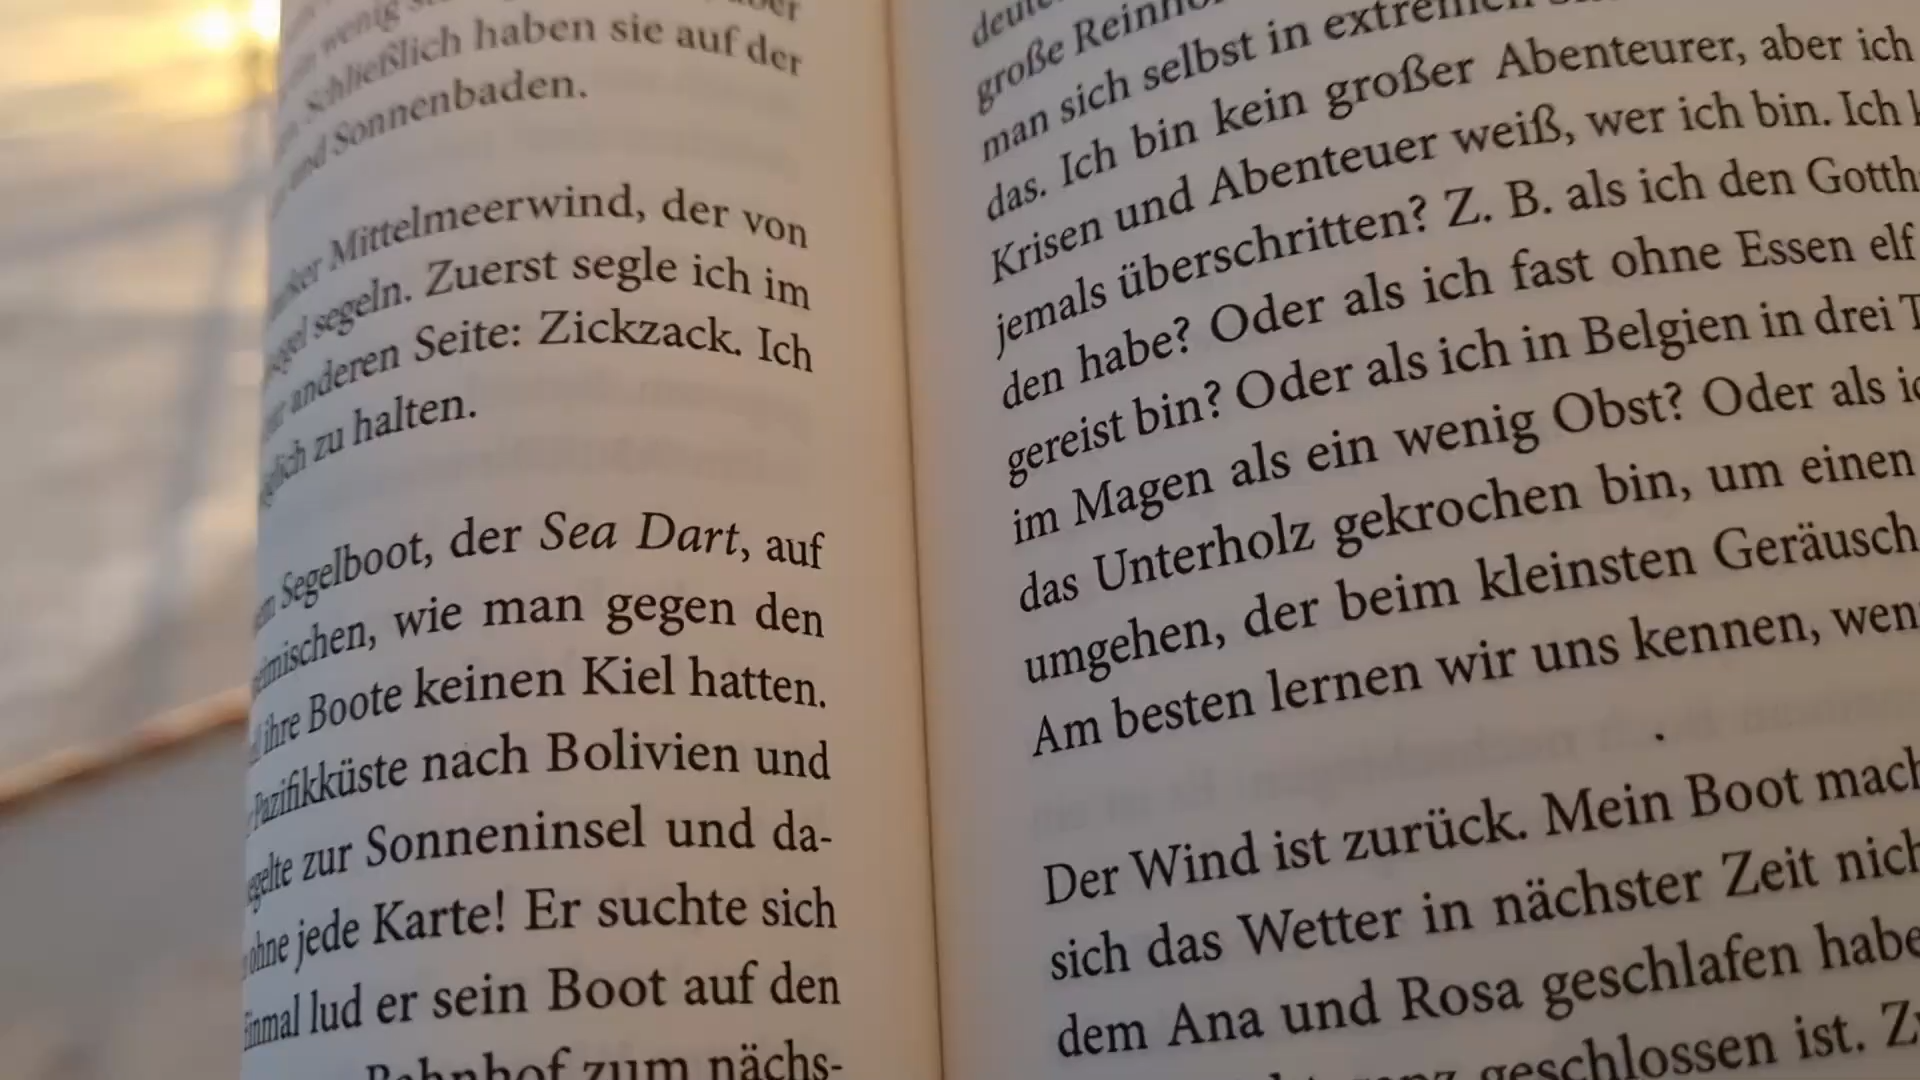 wenig
schließlich haben sie auf der
und Sonnenbaden.
Mittelmeerwind, der von
segeln. Zuerst segle ich im
anderen Seite: Zickzack. Ich
zu halten.
Segelboot, der Sea Dart, auf
wie man gegen den
ihre Boote keinen Kiel hatten.
Pazifikküste nach Bolivien und
zur Sonneninsel und da-
ohne jede Karte! Er suchte sich
Einmal lud er sein Boot auf den
Bahnhof zum nächs-
große
man sich selbst in extremen
das. Ich bin kein großer Abenteurer, aber ich
Krisen und Abenteuer weiß, wer ich bin. Ich
jemals überschritten? Z. B. als ich den Gotth
den habe? Oder als ich fast ohne Essen elf
gereist bin? Oder als ich in Belgien in drei T
im Magen als ein wenig Obst? Oder als ic
das Unterholz gekrochen bin, um einen
umgehen, der beim kleinsten Geräusch
Am besten lernen wir uns kennen, wen
Der Wind ist zurück. Mein Boot mach
sich das Wetter in nächster Zeit nich
dem Ana und Rosa geschlafen habe
geschlossen ist. Z